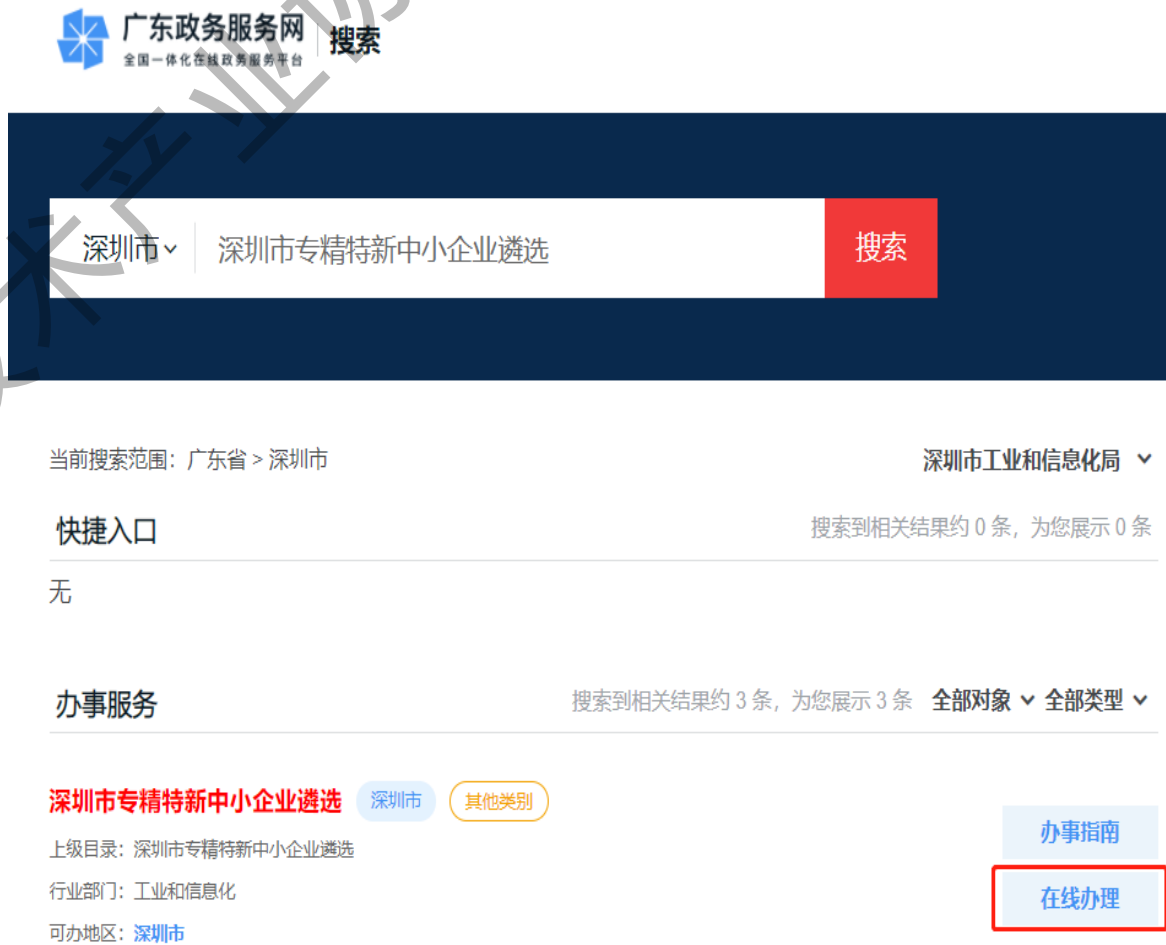 广东政务服务网 搜索
全国一体化在线政务服务平台
深圳市 深圳市专精特新中小企业遴选 搜索
当前搜索范围：广东省 > 深圳市 深圳市工业和信息化局
快捷入口 搜索到相关结果约 0 条，为您展示 0 条
无
办事服务 搜索到相关结果约 3 条，为您展示 3 条 全部对象 全部类型
深圳市专精特新中小企业遴选 深圳市 其他类别
上级目录：深圳市专精特新中小企业遴选 办事指南
行业部门：工业和信息化 在线办理
可办地区：深圳市
术产业协